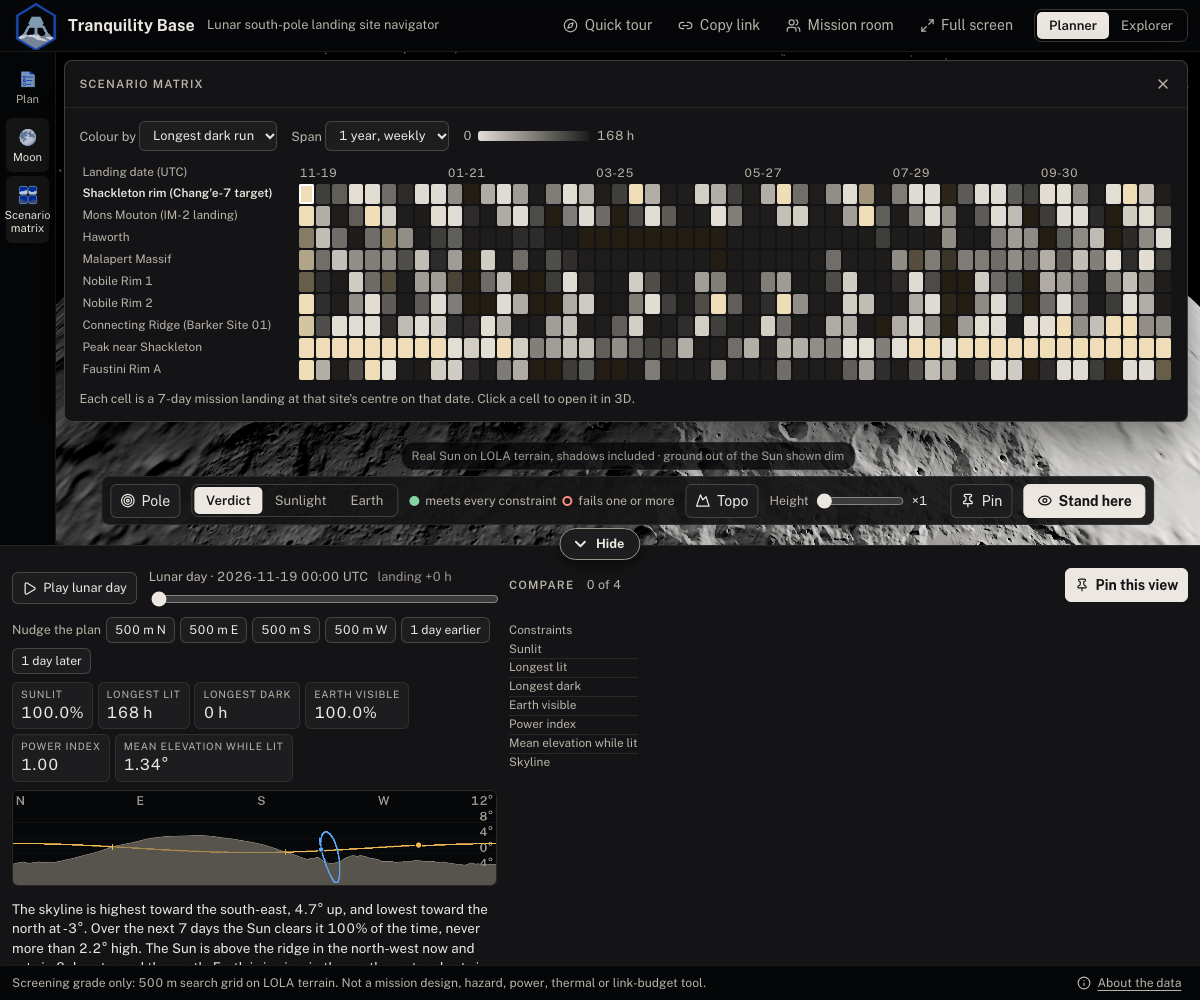 Tranquility Base
Lunar south-pole landing site navigator
Quick tour
Copy link
Mission room
Full screen
Planner
Explorer
Plan
Moon
Scenario
matrix
SCENARIO MATRIX
Colour by
Longest dark run
Span
1 year, weekly
0
168 h
Landing date (UTC)
11-19
01-21
03-25
05-27
07-29
09-30
Shackleton rim (Chang'e-7 target)
Mons Mouton (IM-2 landing)
Haworth
Malapert Massif
Nobile Rim 1
Nobile Rim 2
Connecting Ridge (Barker Site 01)
Peak near Shackleton
Faustini Rim A
Each cell is a 7-day mission landing at that site's centre on that date. Click a cell to open it in 3D.
Real Sun on LOLA terrain, shadows included · ground out of the Sun shown dim
Pole
Verdict
Sunlight
Earth
meets every constraint
fails one or more
Topo
Height
×1
Pin
Stand here
Hide
Play lunar day
Lunar day · 2026-11-19 00:00 UTC landing +0 h
COMPARE 0 of 4
Pin this view
Nudge the plan
500 m N
500 m E
500 m S
500 m W
1 day earlier
1 day later
Constraints
Sunlit
Longest lit
Longest dark
Earth visible
Power index
Mean elevation while lit
Skyline
SUNLIT
100.0%
LONGEST LIT
168 h
LONGEST DARK
0 h
EARTH VISIBLE
100.0%
POWER INDEX
1.00
MEAN ELEVATION WHILE LIT
1.34°
N
E
S
W
12°
8°
4°
0°
The skyline is highest toward the south-east, 4.7° up, and lowest toward the
north at -3°. Over the next 7 days the Sun clears it 100% of the time, never
more than 2.2° high. The Sun is above the ridge in the north-west now and
Screening grade only: 500 m search grid on LOLA terrain. Not a mission design, hazard, power, thermal or link-budget tool.
About the data